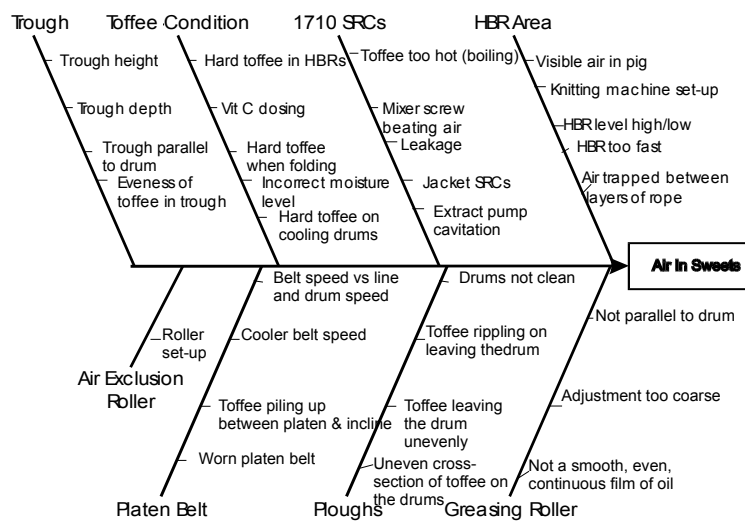 Trough
Toffee Condition
1710 SRCs
HBR Area
Trough height
Trough depth
Trough parallel
to drum
Eveness of
toffee in trough
Hard toffee in HBRs
Vit C dosing
Hard toffee
when folding
Incorrect moisture
level
Hard toffee on
cooling drums
Toffee too hot (boiling)
Mixer screw
beating air
Leakage
Jacket SRCs
Extract pump
cavitation
Visible air in pig
Knitting machine set-up
HBR level high/low
HBR too fast
Air trapped between
layers of rope
Air In Sweets
Roller
set-up
Air Exclusion
Roller
Belt speed vs line
and drum speed
Cooler belt speed
Toffee piling up
between platen & incline
Worn platen belt
Platen Belt
Drums not clean
Toffee rippling on
leaving thedrum
Toffee leaving
the drum
unevenly
Uneven cross-
section of toffee on
the drums
Ploughs
Not parallel to drum
Adjustment too coarse
Not a smooth, even,
continuous film of oil
Greasing Roller